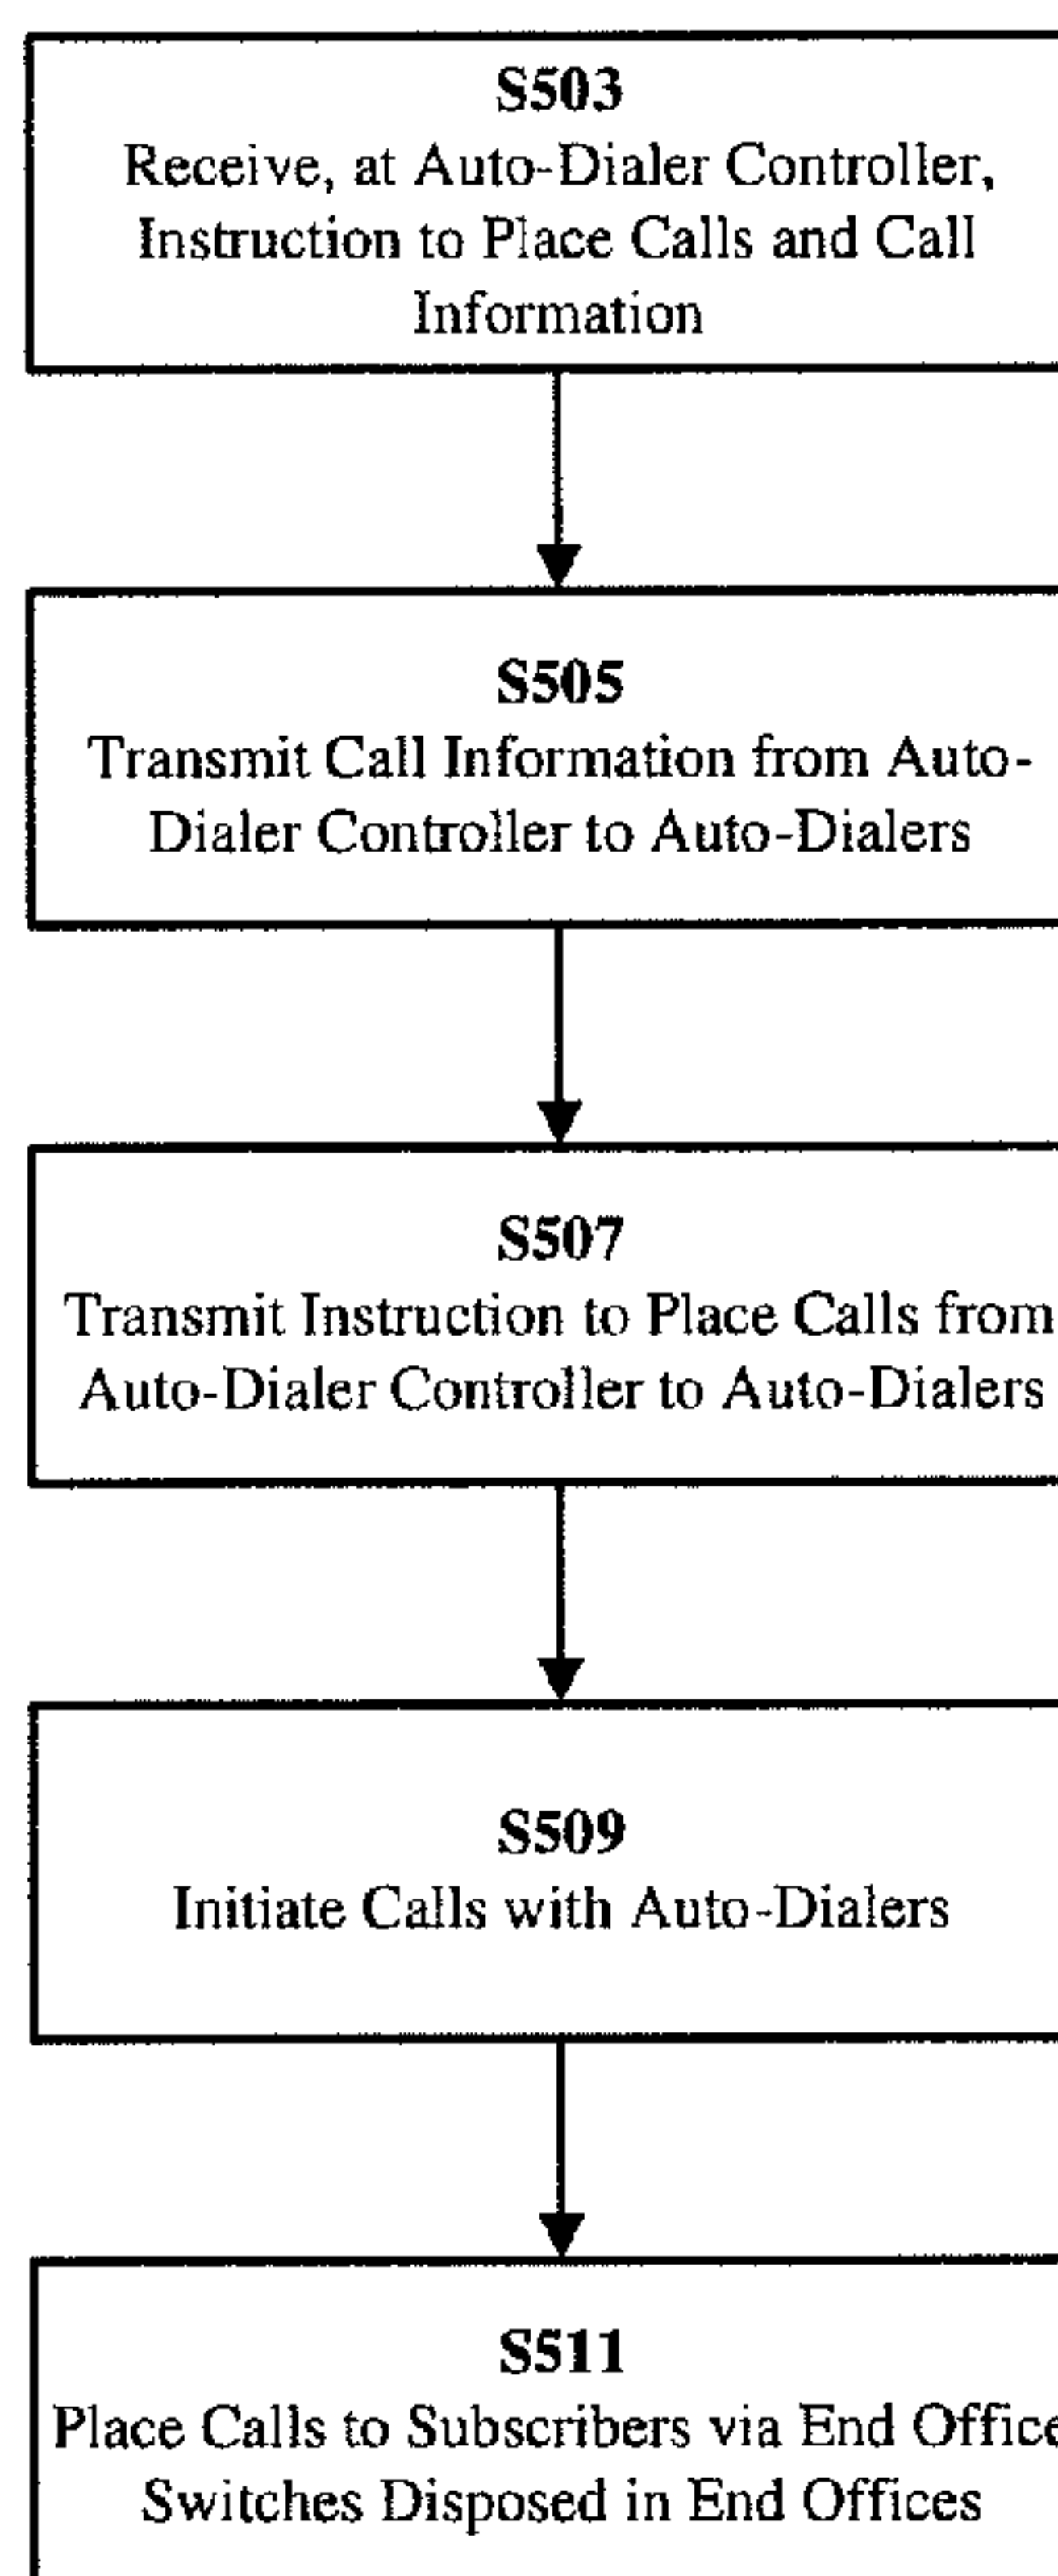 S503
Receive, at Auto-Dialer Controller,
Instruction to Place Calls and Call
Information
S505
Transmit Call Information from Auto-
Dialer Controller to Auto-Dialers
S507
Transmit Instruction to Place Calls from
Auto-Dialer Controller to Auto-Dialers
S509
Initiate Calls with Auto-Dialers
S511
Place Calls to Subscribers via End Office
Switches Disposed in End Offices